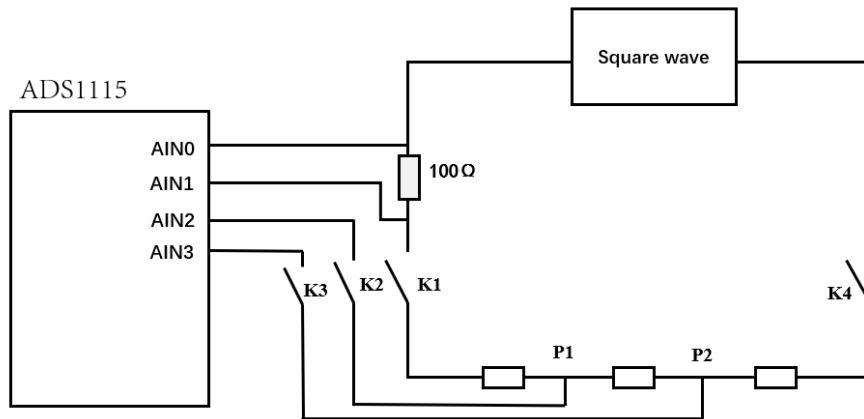 Square wave
ADS1115
AIN0
100Ω
AIN1
AIN2
AIN3
K3
K2
K1
K4
P1
P2